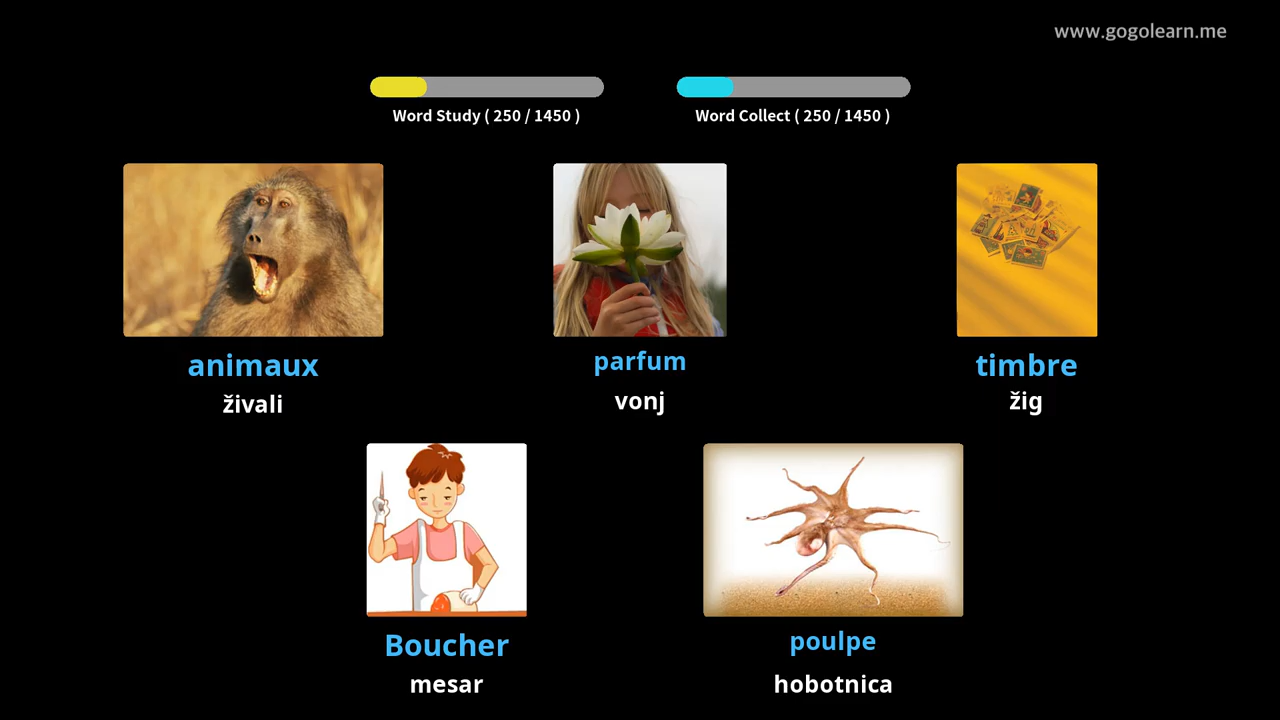 www.gogolearn.me
Word Study ( 250 / 1450 )
Word Collect ( 250 / 1450 )
animaux
živali
parfum
vonj
timbre
žig
Boucher
mesar
poulpe
hobotnica